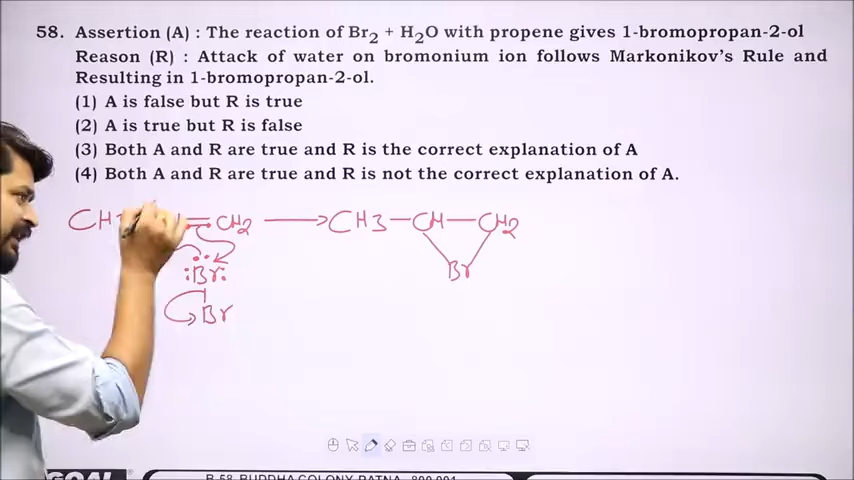 58. Assertion (A) : The reaction of Br2 + H2O with propene gives 1-bromopropan-2-ol
Reason (R) : Attack of water on bromonium ion follows Markonikov's Rule and
Resulting in 1-bromopropan-2-ol.
(1) A is false but R is true
(2) A is true but R is false
(3) Both A and R are true and R is the correct explanation of A
(4) Both A and R are true and R is not the correct explanation of A.
CH = CH2 → CH3 — CH — CH2
:Br: Br
Br
GOAL B-58, BUDDHA COLONY, PATNA - 800 001